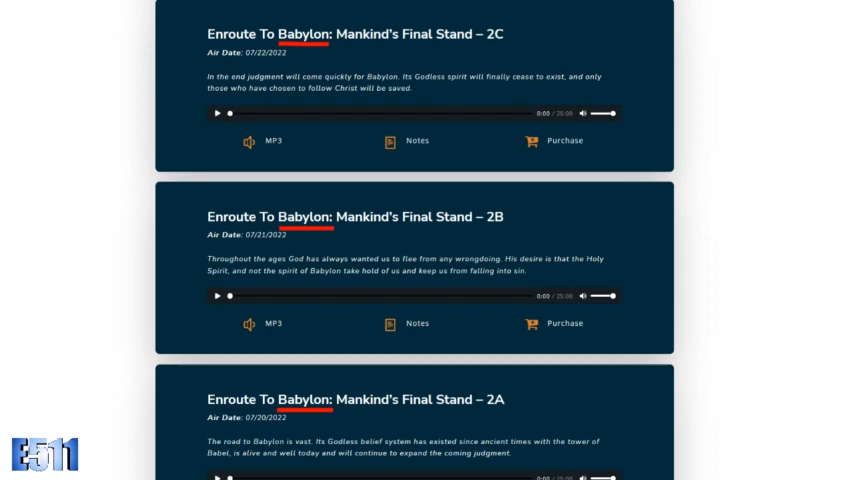 Enroute To Babylon: Mankind's Final Stand – 2C
Air Date: 07/22/2022
In the end judgment will come quickly for Babylon. Its Godless spirit will finally cease to exist, and only
those who have chosen to follow Christ will be saved.
0:00 / 25:00
MP3 Notes Purchase
Enroute To Babylon: Mankind's Final Stand – 2B
Air Date: 07/21/2022
Throughout the ages God has always wanted us to flee from any wrongdoing. His desire is that the Holy
Spirit, and not the spirit of Babylon take hold of us and keep us from falling into sin.
0:00 / 25:00
MP3 Notes Purchase
Enroute To Babylon: Mankind's Final Stand – 2A
Air Date: 07/20/2022
The road to Babylon is vast. Its Godless belief system has existed since ancient times with the tower of
Babel, is alive and well today and will continue to expand the coming judgment.
E511